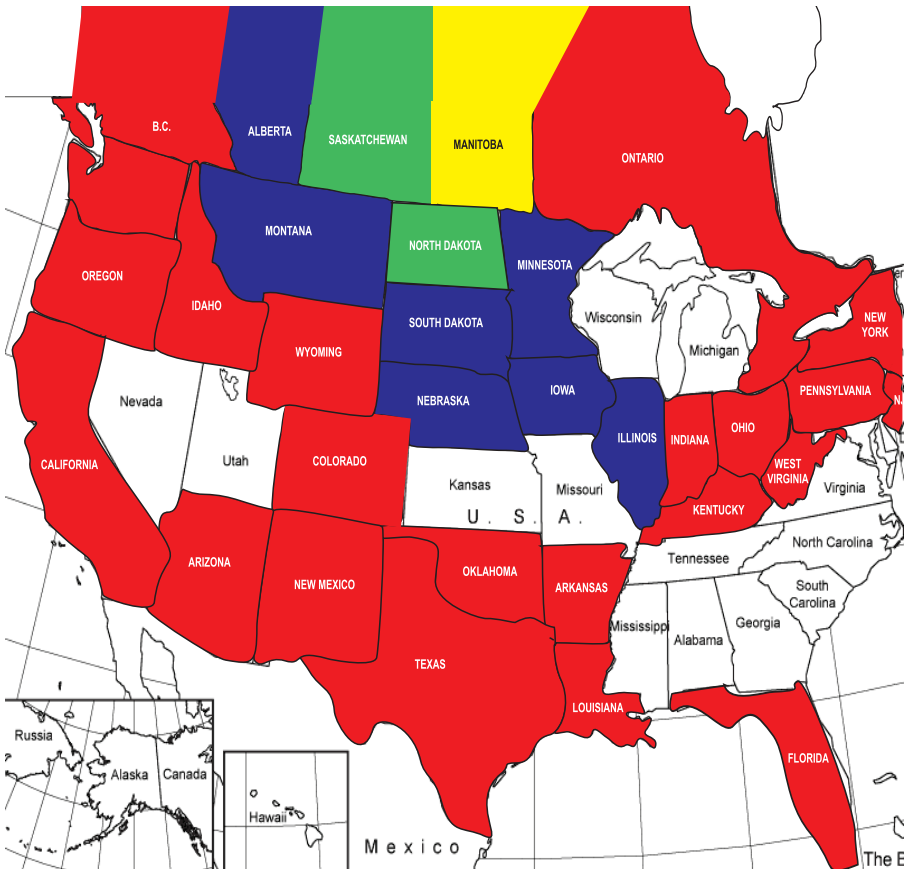 B.C.
ALBERTA
SASKATCHEWAN
MANITOBA
ONTARIO
MONTANA
NORTH DAKOTA
MINNESOTA
OREGON
IDAHO
WYOMING
SOUTH DAKOTA
Wisconsin
Michigan
NEW
YORK
Nevada
Utah
NEBRASKA
IOWA
ILLINOIS
INDIANA
OHIO
PENNSYLVANIA
CALIFORNIA
COLORADO
Kansas
Missouri
WEST
VIRGINIA
Virginia
KENTUCKY
U. S. A.
ARIZONA
NEW MEXICO
OKLAHOMA
ARKANSAS
Tennessee
North Carolina
South
Carolina
Mississippi
Alabama
Georgia
TEXAS
LOUISIANA
FLORIDA
Russia
Alaska
Canada
Hawaii
Mexico
The